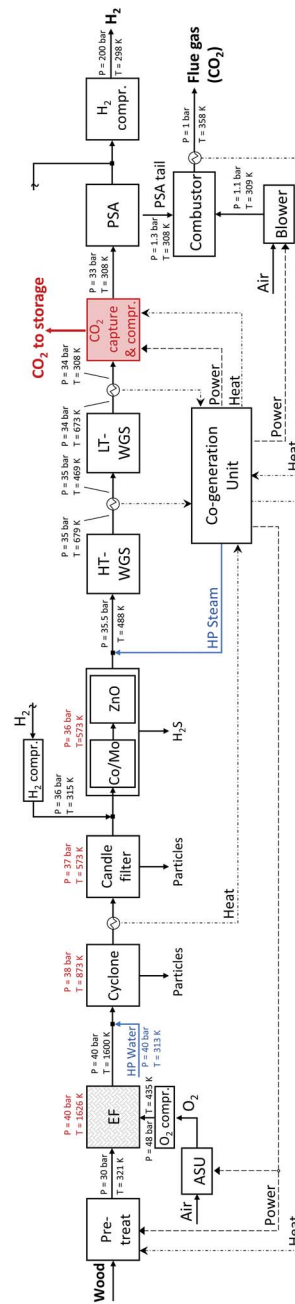 Wood
Pre-
treat
P = 30 bar
T = 321 K
P = 40 bar
T = 1626 K
EF
P = 40 bar
T = 1600 K
HP Water
P = 40 bar
T = 313 K
P = 48 bar
T = 435 K
O2 compr.
O2
ASU
Air
P = 38 bar
T = 873 K
Cyclone
Particles
P = 37 bar
T = 573 K
Candle
filter
Particles
H2
H2 compr.
P = 36 bar
T = 315 K
P = 36 bar
T=573 K
Co/Mo
ZnO
H2S
P = 35.5 bar
T = 488 K
HP Steam
HT-
WGS
P = 35 bar
T = 679 K
P = 35 bar
T = 469 K
LT-
WGS
P = 34 bar
T = 673 K
P = 34 bar
T = 308 K
CO2 to storage
CO2
capture
& compr.
P = 33 bar
T = 308 K
PSA
H2
compr.
P = 200 bar
T = 298 K
H2
PSA tail
P = 1.3 bar
T = 308 K
Combustor
P = 1 bar
T = 358 K
Flue gas
(CO2)
P = 1.1 bar
T = 309 K
Air
Blower
Co-generation
Unit
Power
Heat
Power
Heat
Heat
Power
Heat